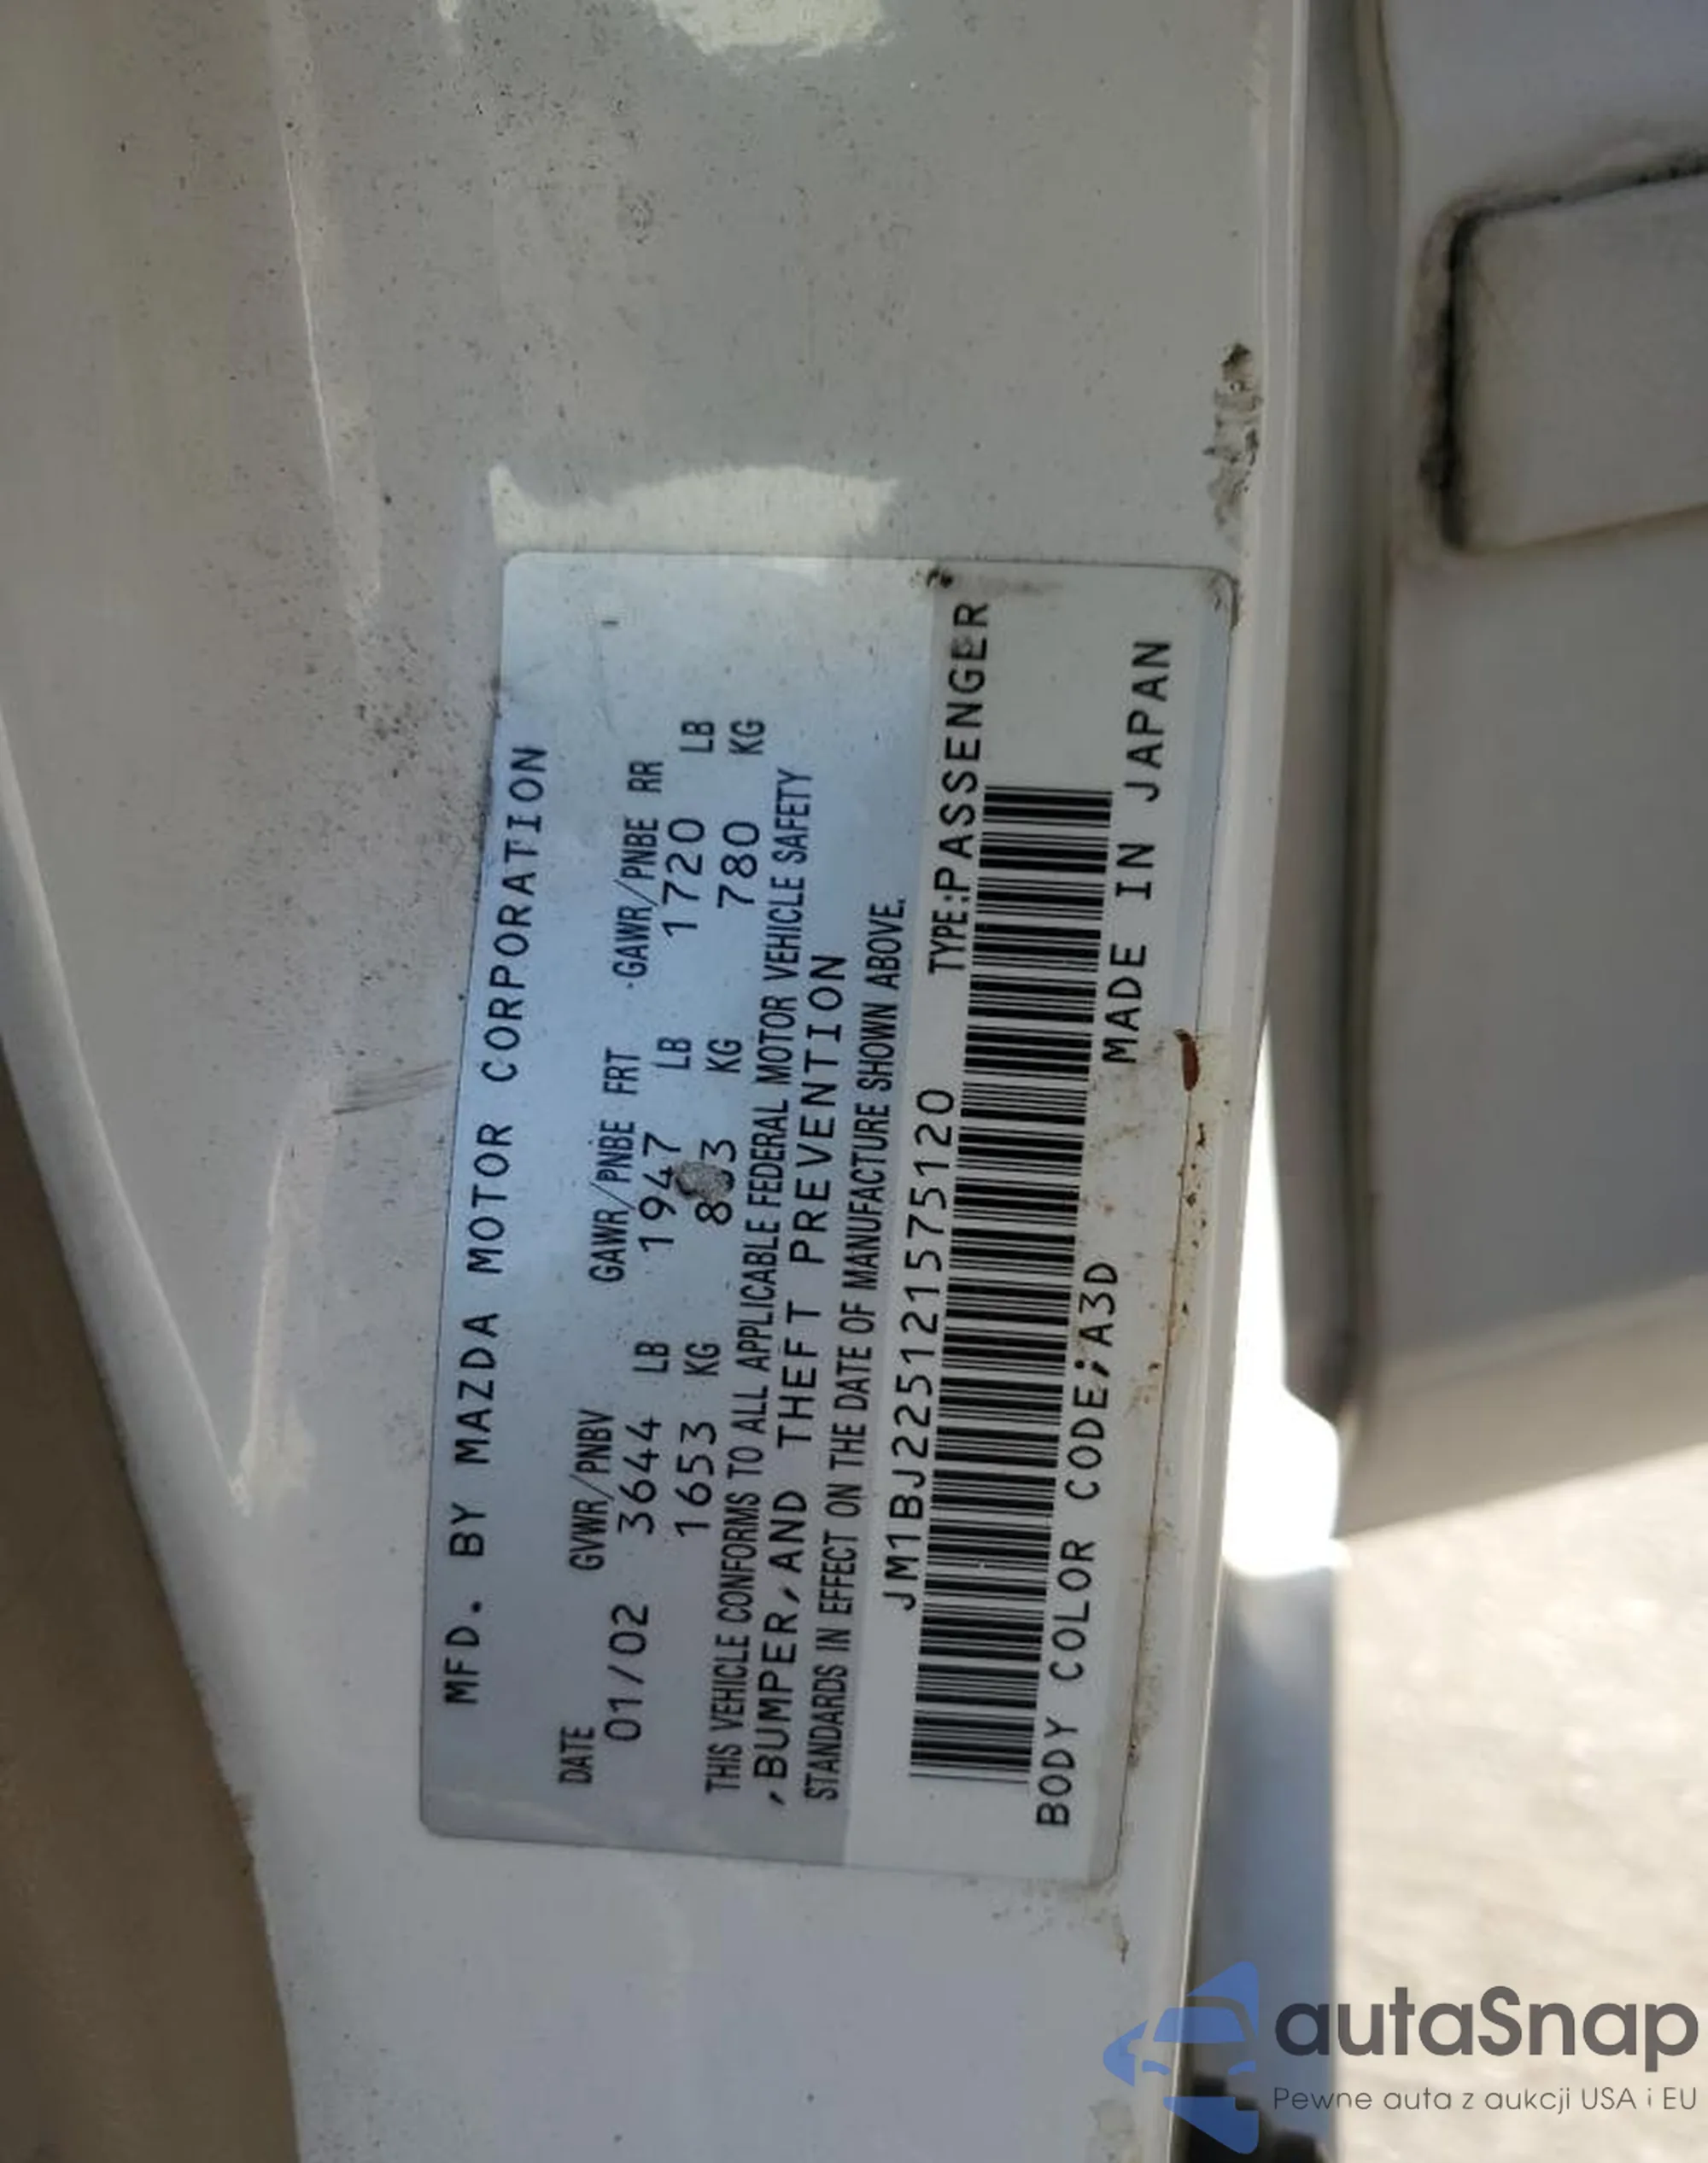 MFD. BY MAZDA MOTOR CORPORATION
DATE GVWR/PNBV GAWR/PNBE FRT GAWR/PNBE RR
01/02 3644 LB 1947 LB 1720 LB
1653 KG KG 780 KG
THIS VEHICLE CONFORMS TO ALL APPLICABLE FEDERAL MOTOR VEHICLE SAFETY
,BUMPER,AND THEFT PREVENTION
STANDARDS IN EFFECT ON THE DATE OF MANUFACTURE SHOWN ABOVE.
JM1BJ225121575120 TYPE:PASSENGER
BODY COLOR CODE;A3D MADE IN JAPAN
autaSnap
Pewne auta z aukcji USA i EU